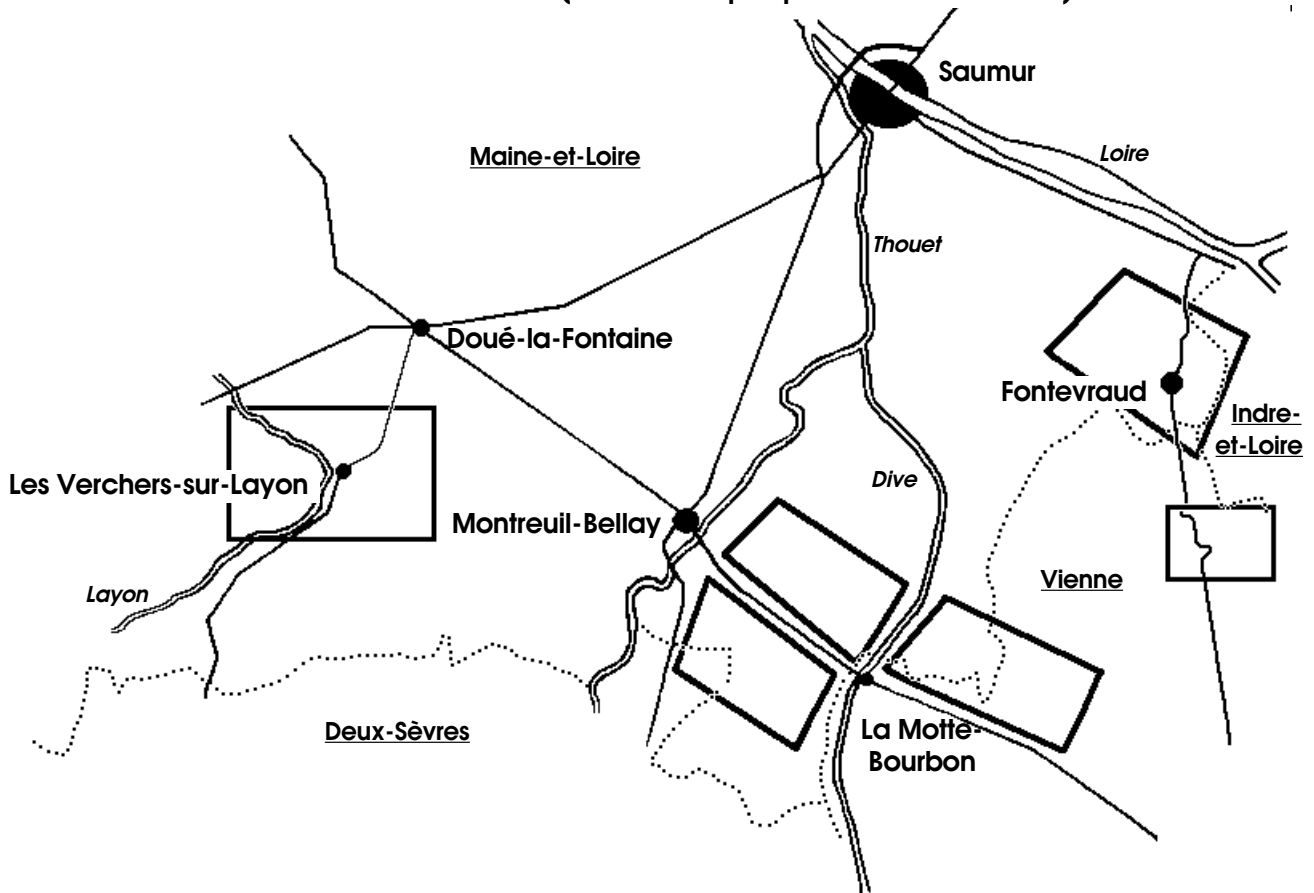 Saumur
Maine-et-Loire
Loire
Thouet
Doué-la-Fontaine
Fontevraud
Indre-
et-Loire
Les Verchers-sur-Layon
Dive
Montreuil-Bellay
Vienne
Layon
Deux-Sèvres
La Motte-
Bourbon